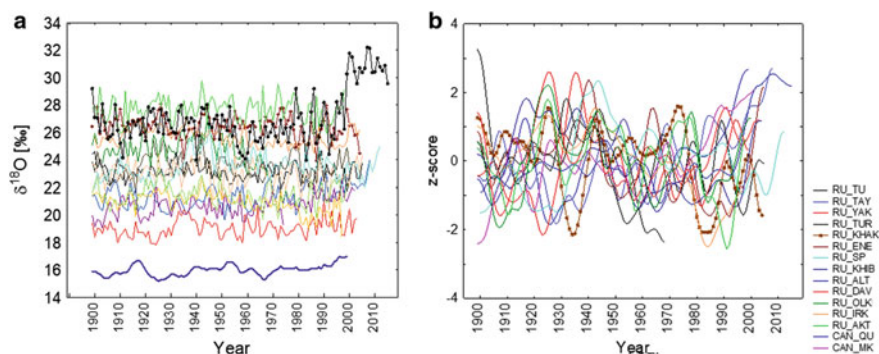 a
34
32
30
28
26
24
22
20
18
16
14
δ18O [‰]
1900
1910
1920
1930
1940
1950
1960
1970
1980
1990
2000
2010
Year
b
4
2
0
-2
-4
z-score
1900
1910
1920
1930
1940
1950
1960
1970
1980
1990
2000
2010
Year..
RU_TU
RU_TAY
RU_YAK
RU_TUR
RU_KHAK
RU_ENE
RU_SP
RU_KHIB
RU_ALT
RU_DAV
RU_OLK
RU_IRK
RU_AKT
CAN_QU
CAN_MK